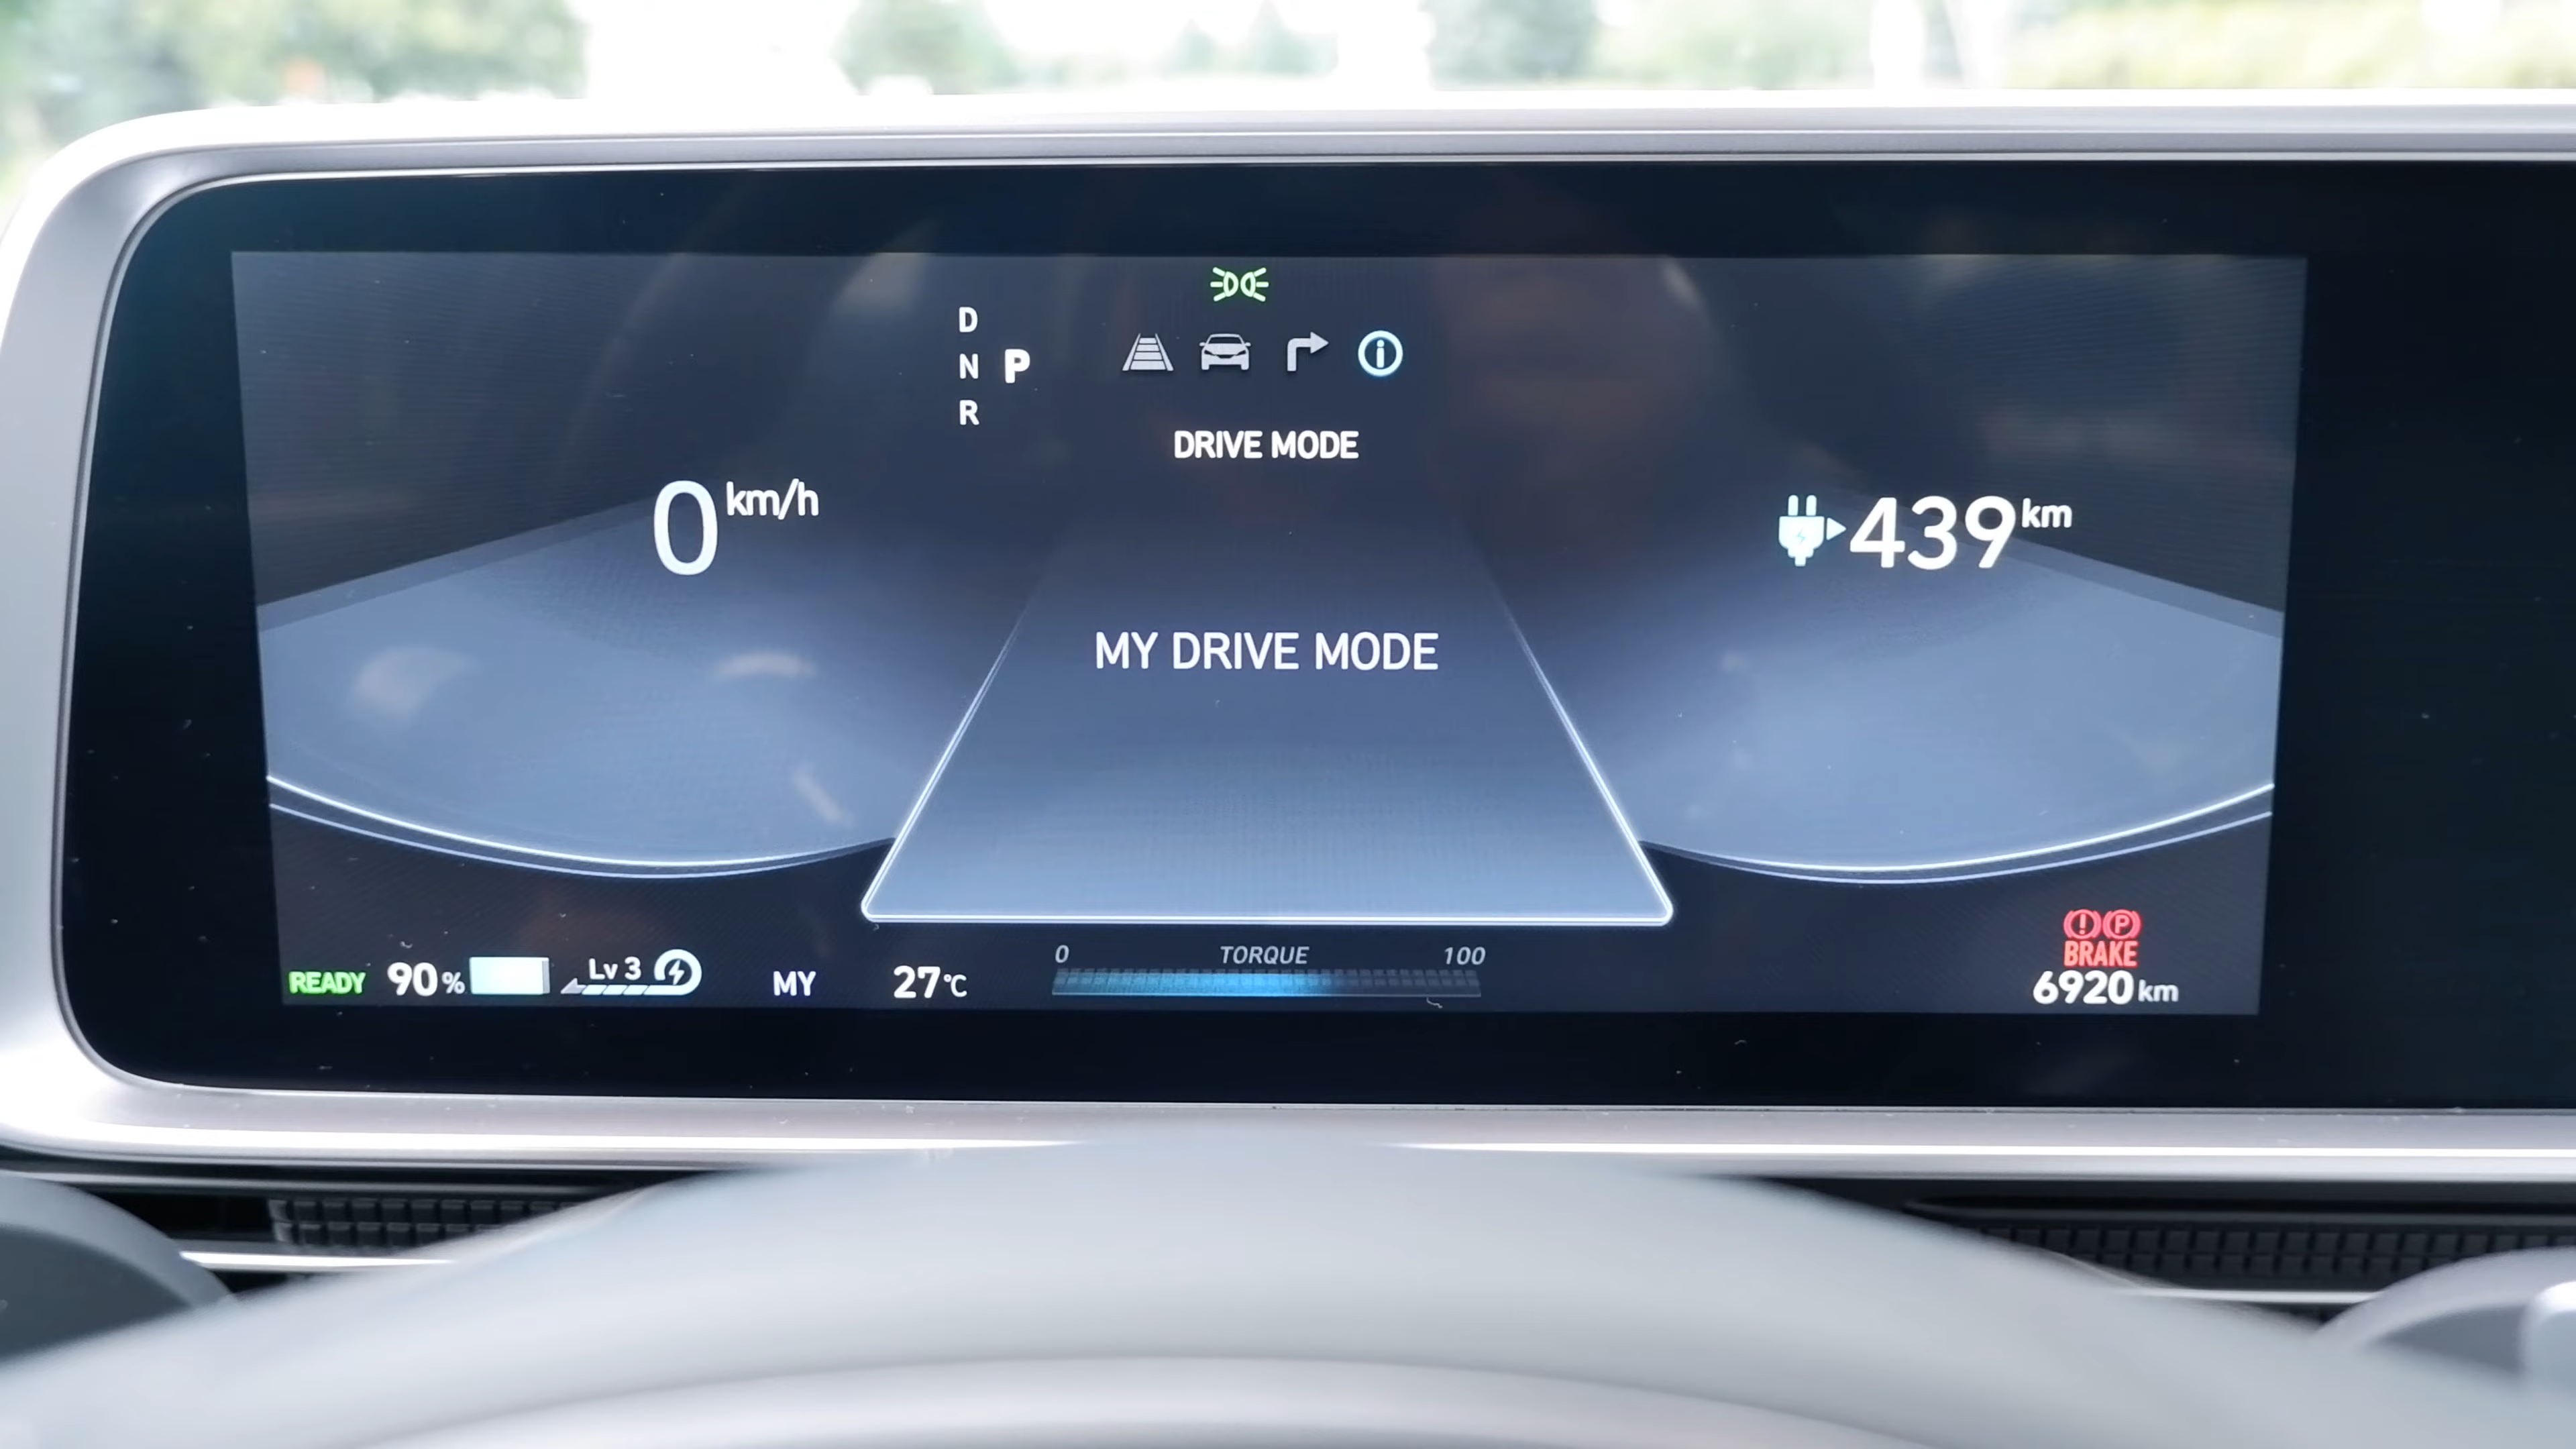 D
N P
R
DRIVE MODE
0 km/h
439 km
MY DRIVE MODE
0 TORQUE 100
READY 90% Lv 3 MY 27°C
P
BRAKE
6920 km